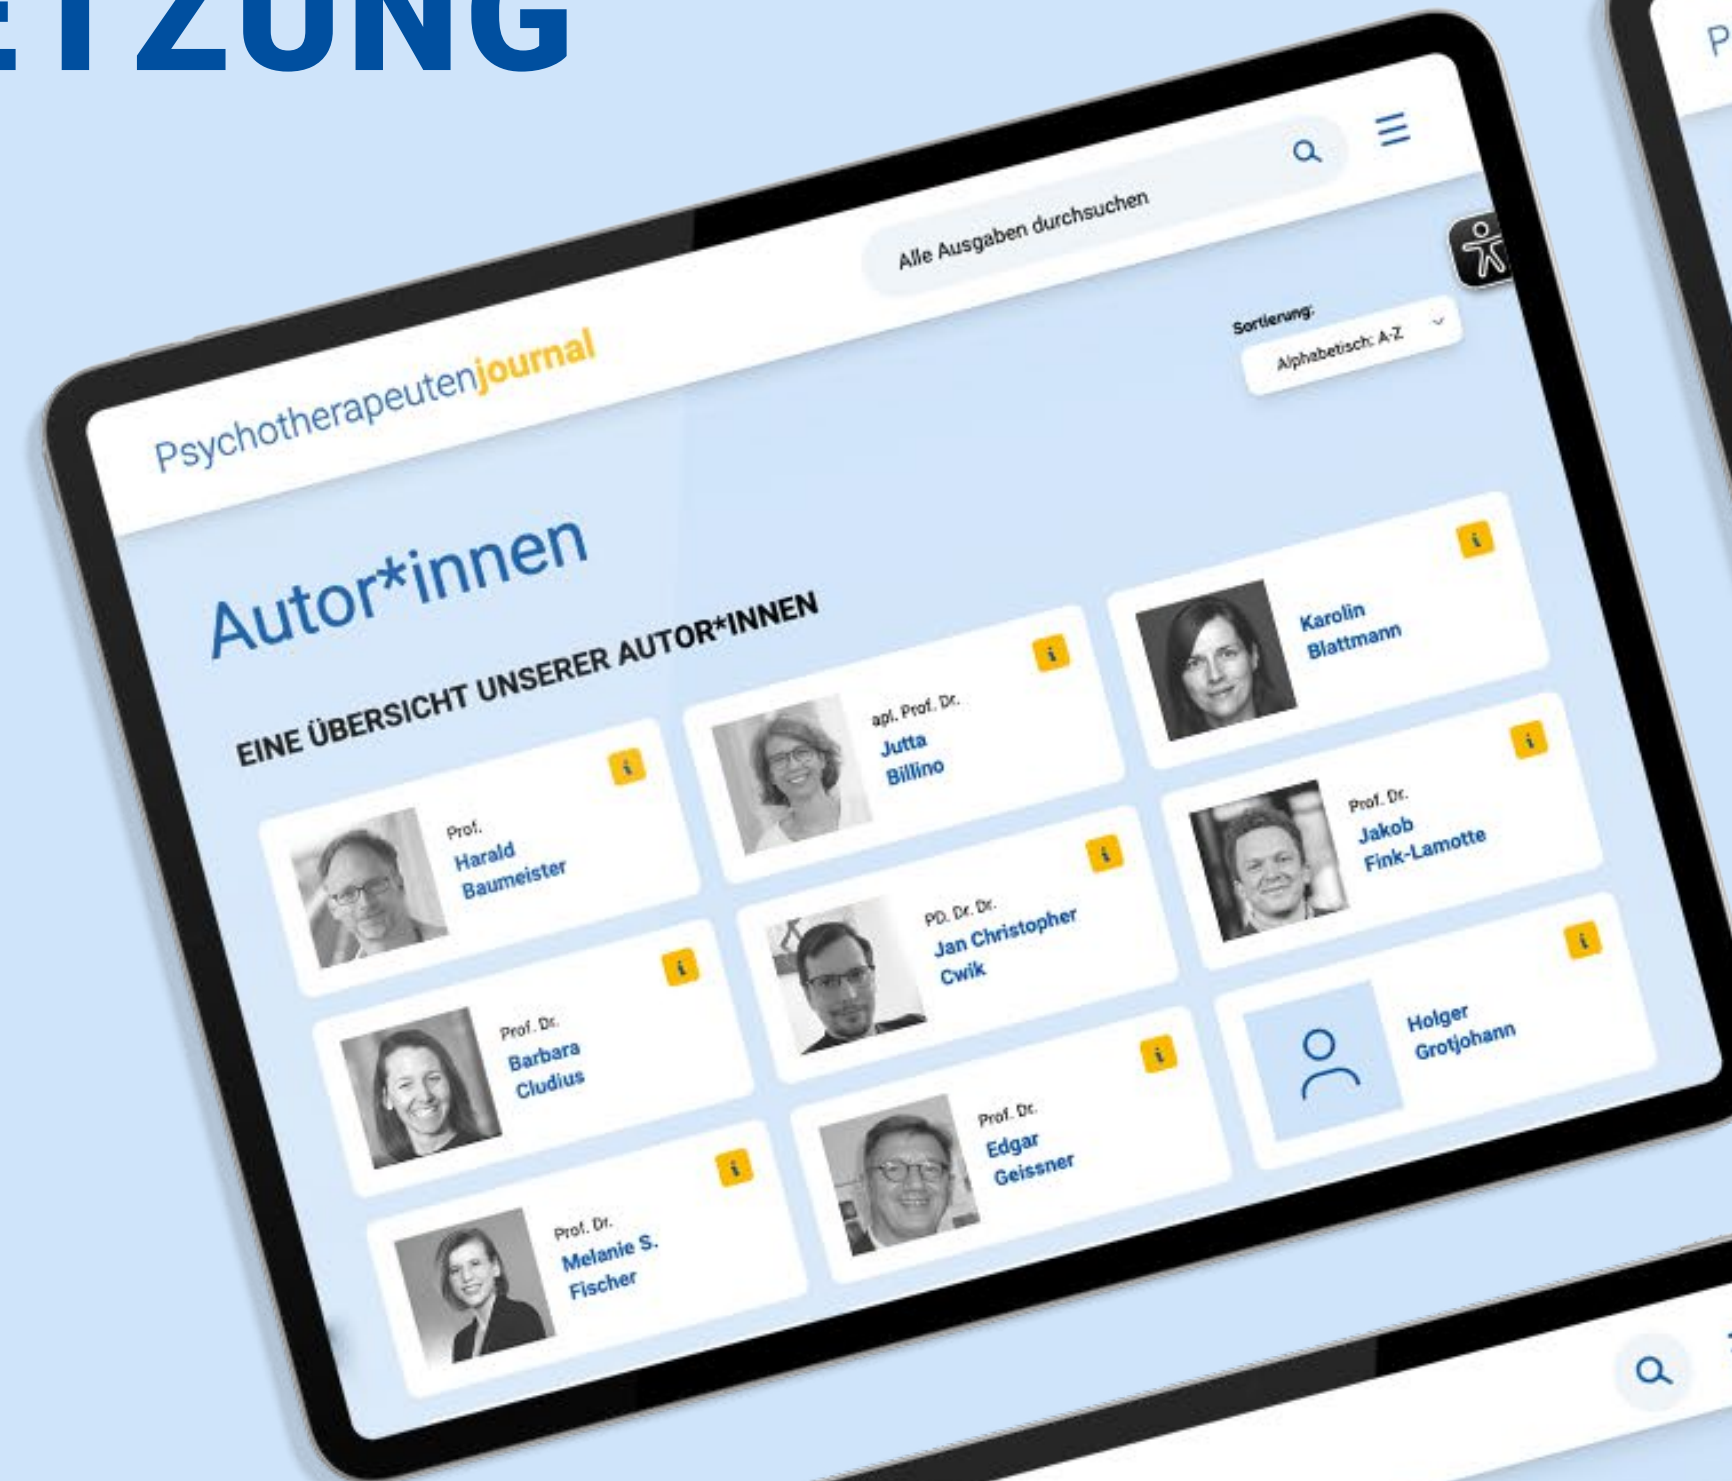 ETZUNG
Psychotherapeutenjournal
Alle Ausgaben durchsuchen
Sortierung:
Alphabetisch: A-Z
Autor*innen
EINE ÜBERSICHT UNSERER AUTOR*INNEN
Prof.
Harald
Baumeister
apl. Prof. Dr.
Jutta
Billino
Karolin
Blattmann
Prof. Dr.
Barbara
Cludius
PD. Dr. Dr.
Jan Christopher
Cwik
Prof. Dr.
Jakob
Fink-Lamotte
Prof. Dr.
Melanie S.
Fischer
Prof. Dr.
Edgar
Geissner
Holger
Grotjohann
P